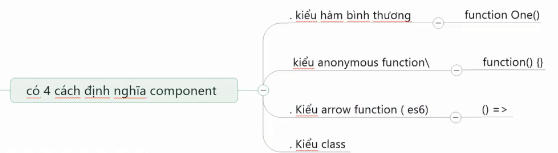 . kiểu hàm bình thương
function One()
kiểu anonymous function\
function() {}
có 4 cách định nghĩa component
. Kiểu arrow function ( es6)
() =>
. Kiểu class